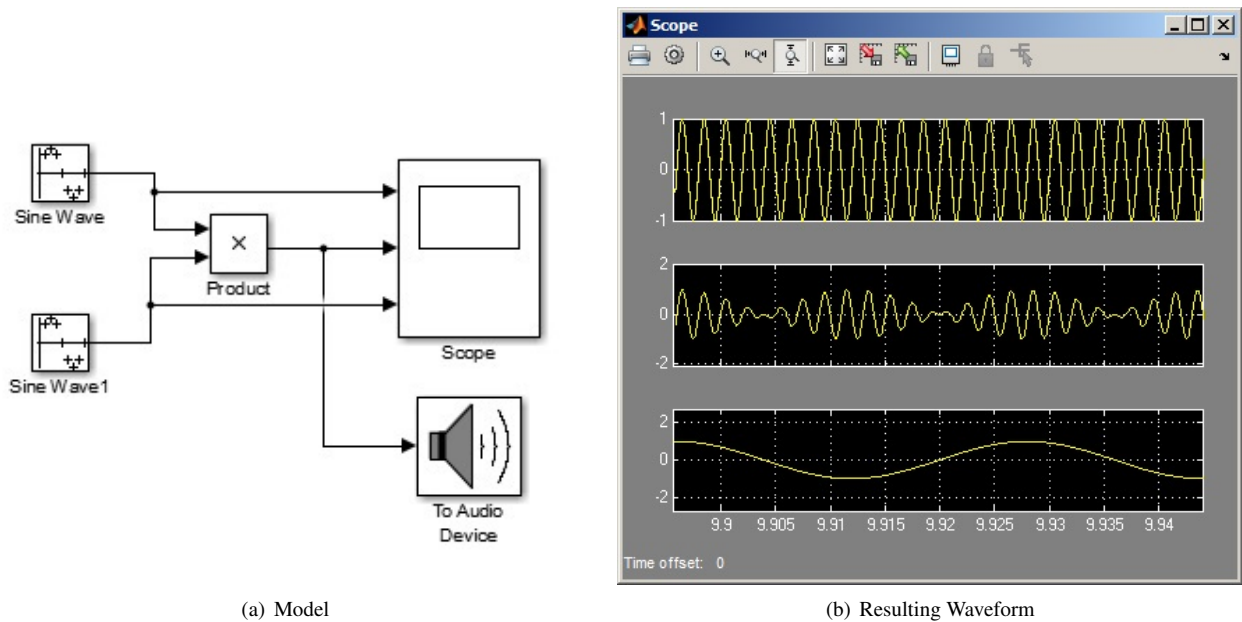 Sine Wave
Sine Wave1
×
Product
Scope
To Audio
Device
(a) Model
Scope
1
0
-1
2
0
-2
2
0
-2
9.9 9.905 9.91 9.915 9.92 9.925 9.93 9.935 9.94
Time offset: 0
(b) Resulting Waveform